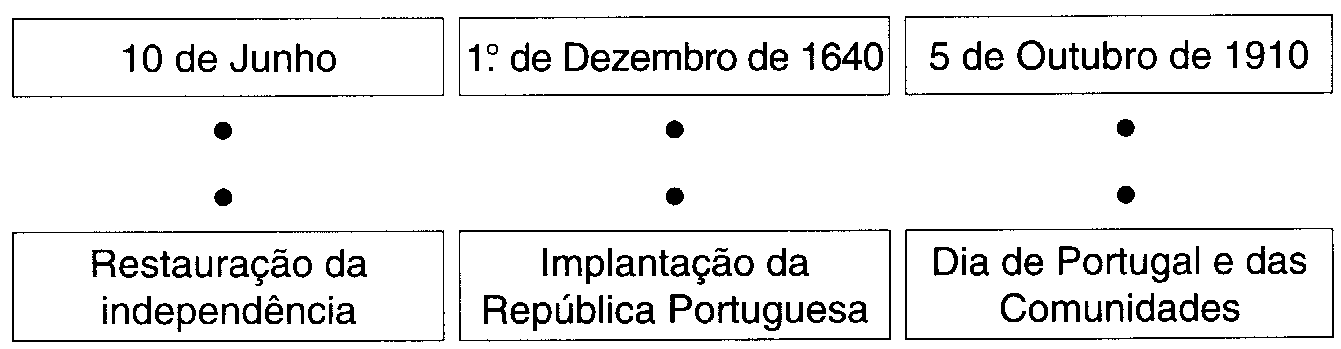 10 de Junho
1º de Dezembro de 1640
5 de Outubro de 1910
Restauração da
independência
Implantação da
República Portuguesa
Dia de Portugal e das
Comunidades